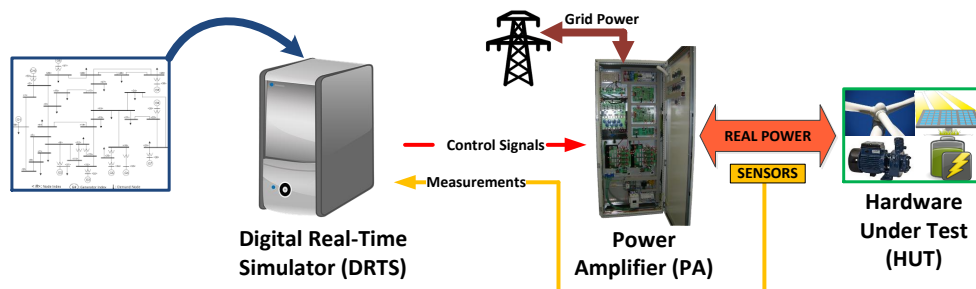 Grid Power
Control Signals
Measurements
REAL POWER
SENSORS
Digital Real-Time
Simulator (DRTS)
Power
Amplifier (PA)
Hardware
Under Test
(HUT)